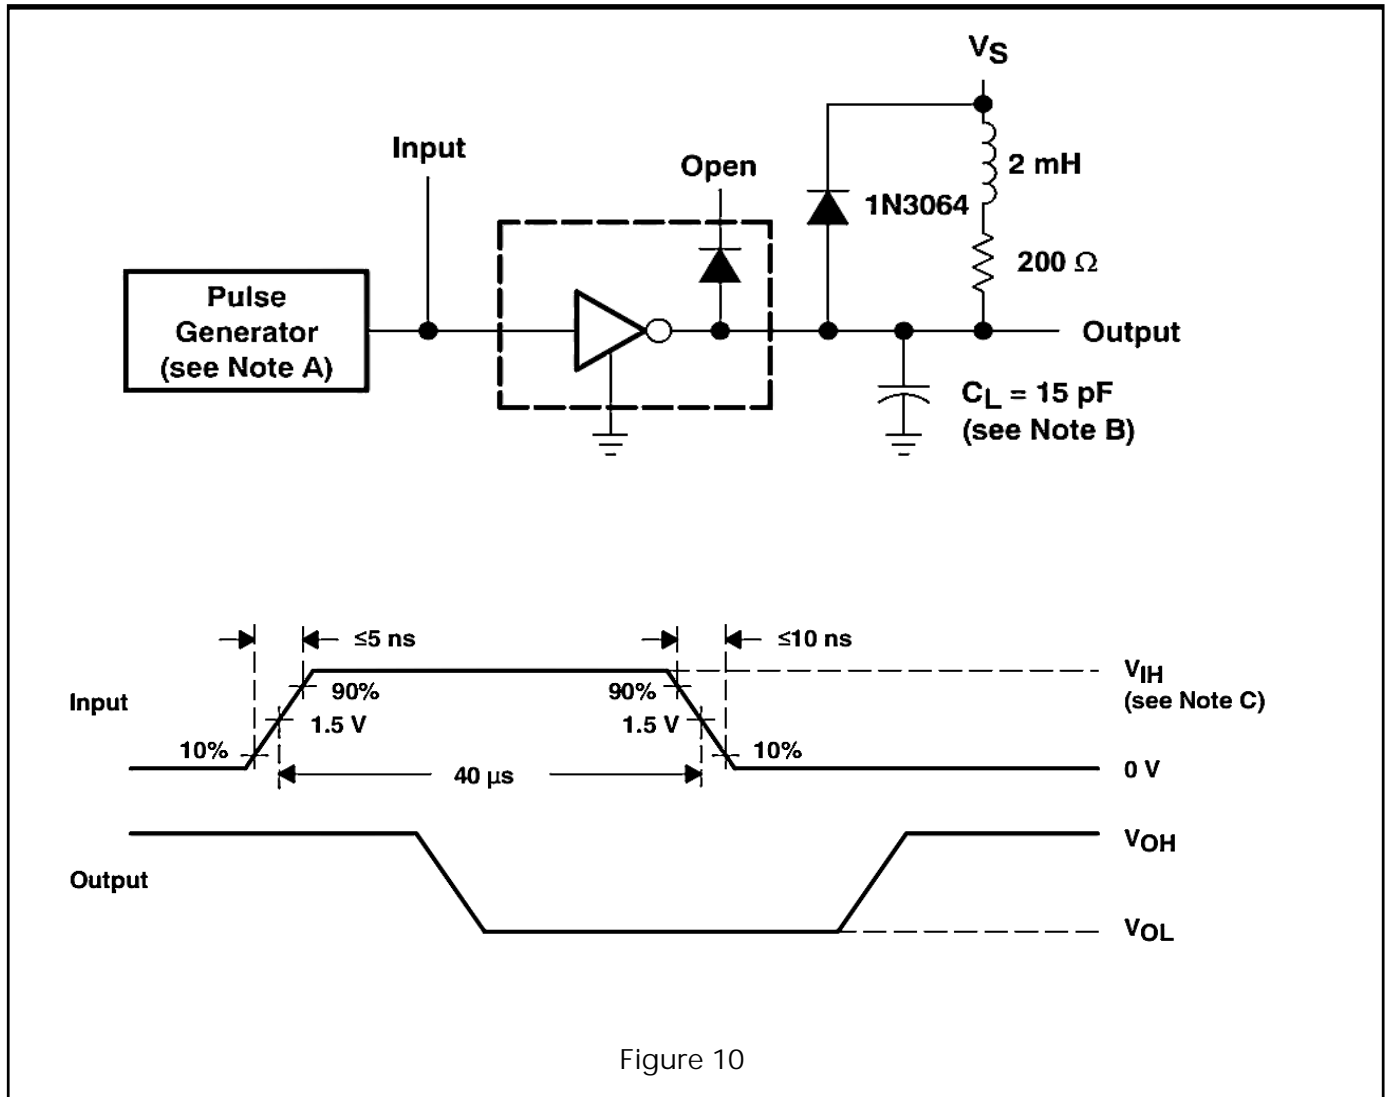 VS
Input
Open
2 mH
1N3064
200 Ω
Pulse
Generator
(see Note A)
Output
CL = 15 pF
(see Note B)
≤5 ns
≤10 ns
Input
90%
90%
VIH
(see Note C)
1.5 V
1.5 V
10%
10%
40 μs
0 V
Output
VOH
VOL
Figure 10